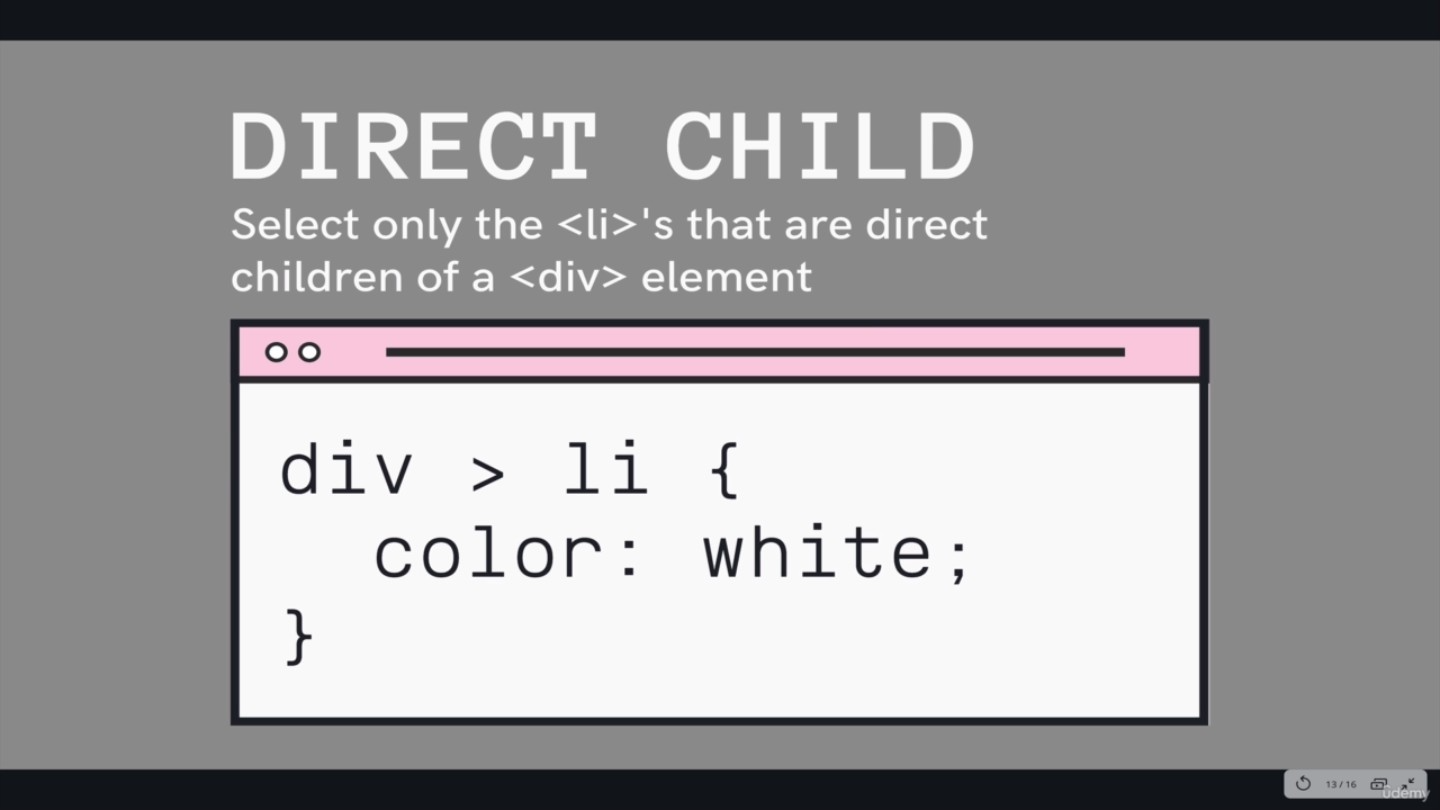 DIRECT CHILD
Select only the <li>'s that are direct
children of a <div> element
div > li {
color: white;
}
13 / 16
ûdemy